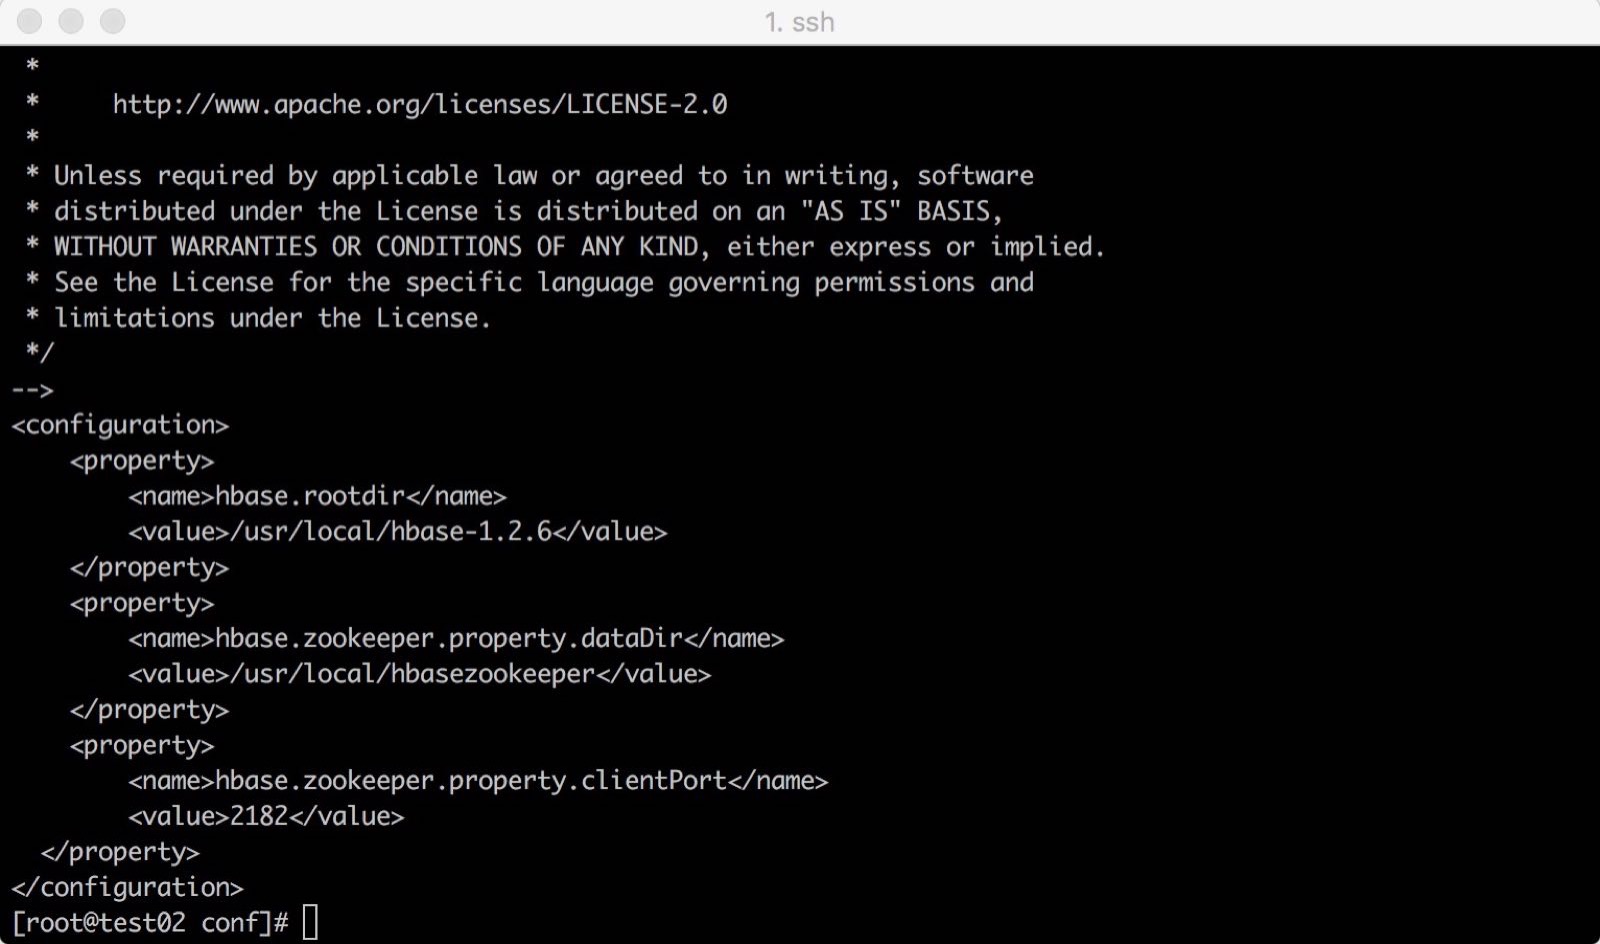 1. ssh
 *
 *     http://www.apache.org/licenses/LICENSE-2.0
 *
 * Unless required by applicable law or agreed to in writing, software
 * distributed under the License is distributed on an "AS IS" BASIS,
 * WITHOUT WARRANTIES OR CONDITIONS OF ANY KIND, either express or implied.
 * See the License for the specific language governing permissions and
 * limitations under the License.
 */
-->
<configuration>
    <property>
        <name>hbase.rootdir</name>
        <value>/usr/local/hbase-1.2.6</value>
    </property>
    <property>
        <name>hbase.zookeeper.property.dataDir</name>
        <value>/usr/local/hbasezookeeper</value>
    </property>
    <property>
        <name>hbase.zookeeper.property.clientPort</name>
        <value>2182</value>
  </property>
</configuration>
[root@test02 conf]#